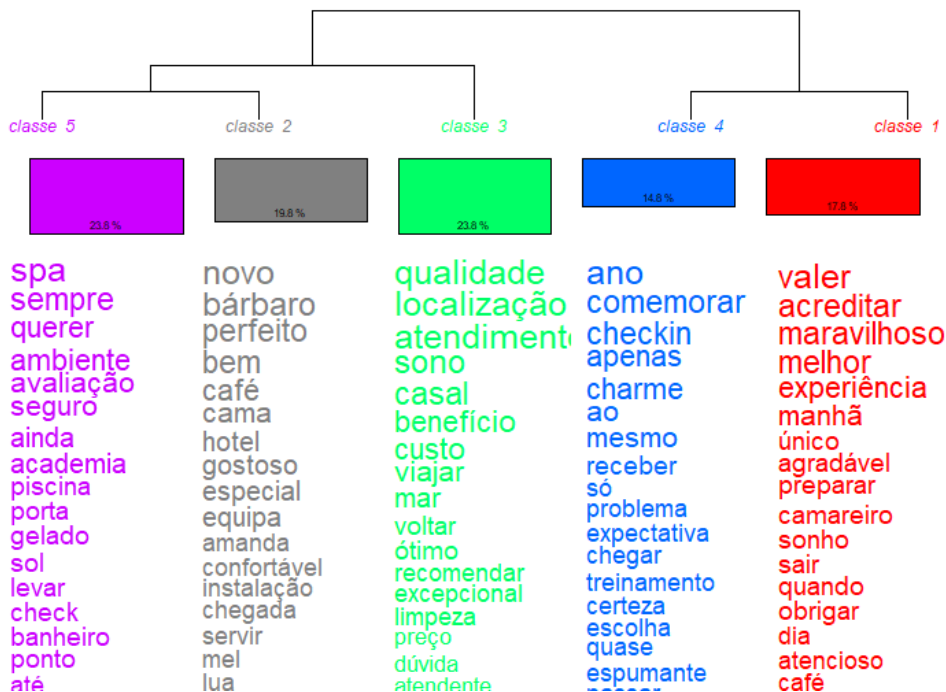 classe 5
classe 2
classe 3
classe 4
classe 1
23.8 %
19.8 %
23.8 %
14.8 %
17.8 %
spa
sempre
querer
ambiente
avaliação
seguro
ainda
academia
piscina
porta
gelado
sol
levar
check
banheiro
ponto
até
novo
bárbaro
perfeito
bem
café
cama
hotel
gostoso
especial
equipa
amanda
confortável
instalação
chegada
servir
mel
lua
qualidade
localização
atendiment
sono
casal
benefício
custo
viajar
mar
voltar
ótimo
recomendar
excepcional
limpeza
preço
dúvida
atendente
ano
comemorar
checkin
apenas
charme
ao
mesmo
receber
só
problema
expectativa
chegar
treinamento
certeza
escolha
quase
espumante
valer
acreditar
maravilhoso
melhor
experiência
manhã
único
agradável
preparar
camareiro
sonho
sair
quando
obrigar
dia
atencioso
café